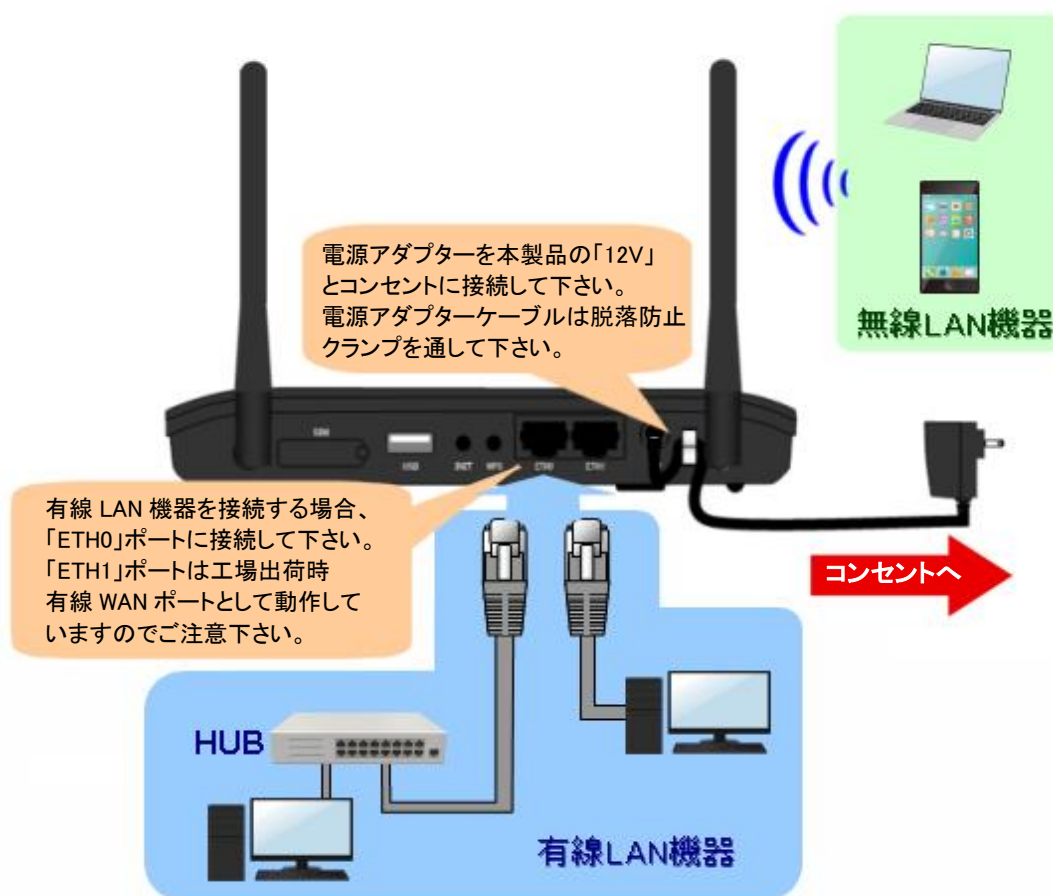 電源アダプターを本製品の「12V」
とコンセントに接続して下さい。
電源アダプターケーブルは脱落防止
クランプを通して下さい。
無線LAN機器
SIM
USB
INIT
WPS
ETH0
ETH1
有線 LAN 機器を接続する場合、
「ETH0」ポートに接続して下さい。
「ETH1」ポートは工場出荷時
有線 WAN ポートとして動作して
いますのでご注意下さい。
コンセントへ
HUB
有線LAN機器